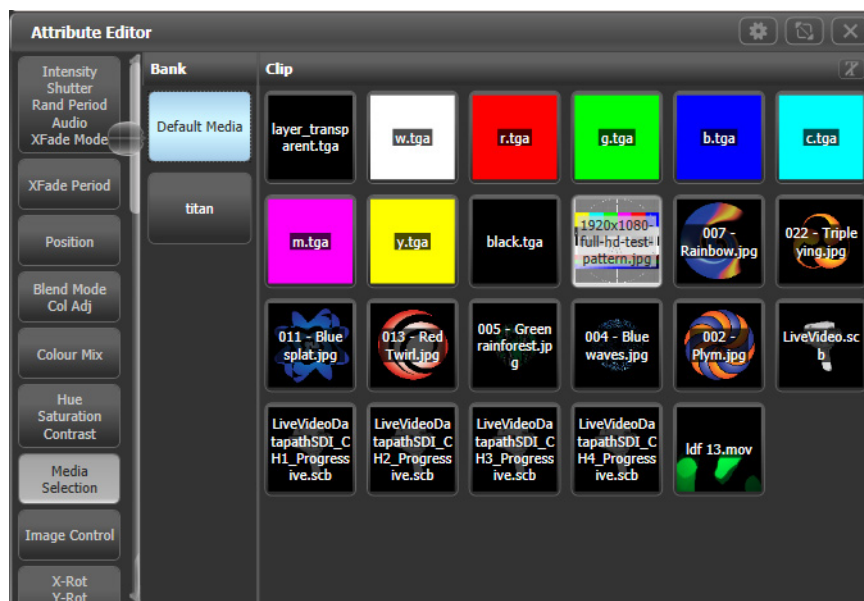 Attribute Editor
Intensity
Shutter
Rand Period
Audio
XFade Mode
XFade Period
Position
Blend Mode
Col Adj
Colour Mix
Hue
Saturation
Contrast
Media
Selection
Image Control
X-Rot
Y-Rot
Bank
Default Media
titan
Clip
layer_transp
arent.tga
w.tga
r.tga
g.tga
b.tga
c.tga
m.tga
y.tga
black.tga
1920x1080-
full-hd-test-
pattern.jpg
007 -
Rainbow.jpg
022 - Triple
ying.jpg
011 - Blue
splat.jpg
013 - Red
Twirl.jpg
005 - Green
rainforest.jp
g
004 - Blue
waves.jpg
002 -
Plym.jpg
LiveVideo.sc
b
LiveVideoDa
tapathSDI_C
H1_Progress
ive.scb
LiveVideoDa
tapathSDI_C
H2_Progress
ive.scb
LiveVideoDa
tapathSDI_C
H3_Progress
ive.scb
LiveVideoDa
tapathSDI_C
H4_Progress
ive.scb
ldf 13.mov